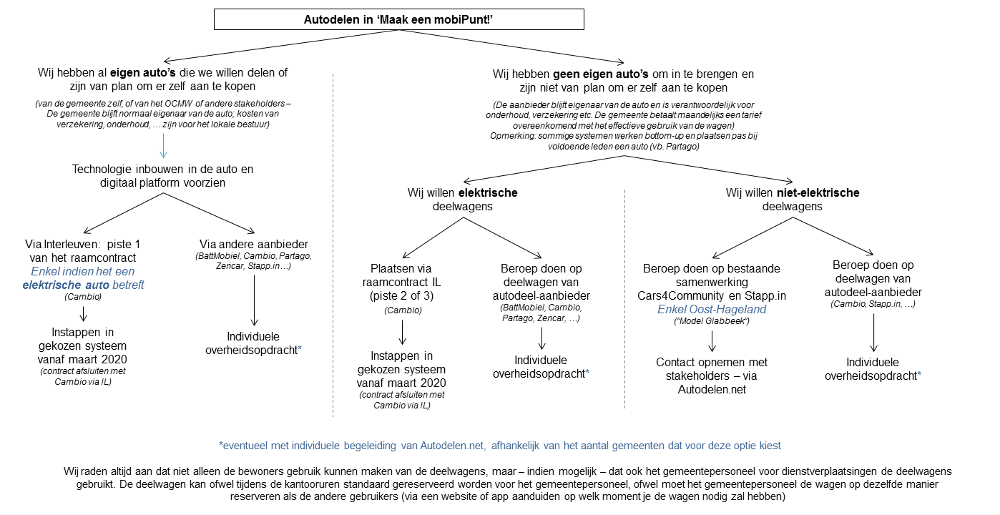 Autodelen in ‘Maak een mobiPunt!’
Wij hebben al eigen auto’s die we willen delen of
zijn van plan om er zelf aan te kopen
(van de gemeente zelf, of van het OCMW of andere stakeholders –
De gemeente blijft normaal eigenaar van de auto; kosten van
verzekering, onderhoud, … zijn voor het lokale bestuur)
Technologie inbouwen in de auto en
digitaal platform voorzien
Via Interleuven: piste 1
van het raamcontract
Enkel indien het een
elektrische auto betreft
(Cambio)
Instappen in
gekozen systeem
vanaf maart 2020
(contract afsluiten met
Cambio via IL)
Via andere aanbieder
(BattMobiel, Cambio, Partago,
Zencar, Stapp.in…)
Individuele
overheidsopdracht*
Wij hebben geen eigen auto’s om in te brengen en
zijn niet van plan om er zelf aan te kopen
(De aanbieder blijft eigenaar van de auto en is verantwoordelijk voor
onderhoud, verzekering etc. De gemeente betaalt maandelijks een tarief
overeenkomend met het effectieve gebruik van de wagen)
Opmerking: sommige systemen werken bottom-up en plaatsen pas bij
voldoende leden een auto (vb. Partago)
Wij willen elektrische
deelwagens
Plaatsen via
raamcontract IL
(piste 2 of 3)
(Cambio)
Instappen in
gekozen systeem
vanaf maart 2020
(contract afsluiten met
Cambio via IL)
Beroep doen op
deelwagen van
autodeel-aanbieder
(BattMobiel, Cambio,
Partago, Zencar, …)
Individuele
overheidsopdracht*
Wij willen niet-elektrische
deelwagens
Beroep doen op bestaande
samenwerking
Cars4Community en Stapp.in
Enkel Oost-Hageland
(“Model Glabbeek”)
Contact opnemen met
stakeholders – via
Autodelen.net
Beroep doen op
deelwagen van
autodeel-aanbieder
(Cambio, Stapp.in, …)
Individuele
overheidsopdracht*
*eventueel met individuele begeleiding van Autodelen.net, afhankelijk van het aantal gemeenten dat voor deze optie kiest
Wij raden altijd aan dat niet alleen de bewoners gebruik kunnen maken van de deelwagens, maar – indien mogelijk – dat ook het gemeentepersoneel voor dienstverplaatsingen de deelwagens
gebruikt. De deelwagen kan ofwel tijdens de kantooruren standaard gereserveerd worden voor het gemeentepersoneel, ofwel moet het gemeentepersoneel de wagen op dezelfde manier
reserveren als de andere gebruikers (via een website of app aanduiden op welk moment je de wagen nodig zal hebben)